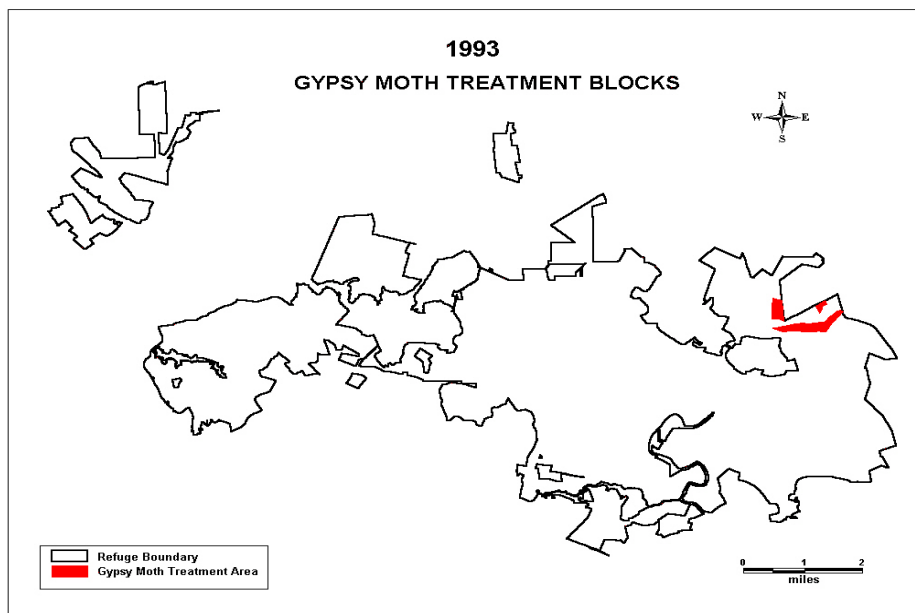 1993
GYPSY MOTH TREATMENT BLOCKS
N
W E
S
Refuge Boundary
Gypsy Moth Treatment Area
0 1 2
miles